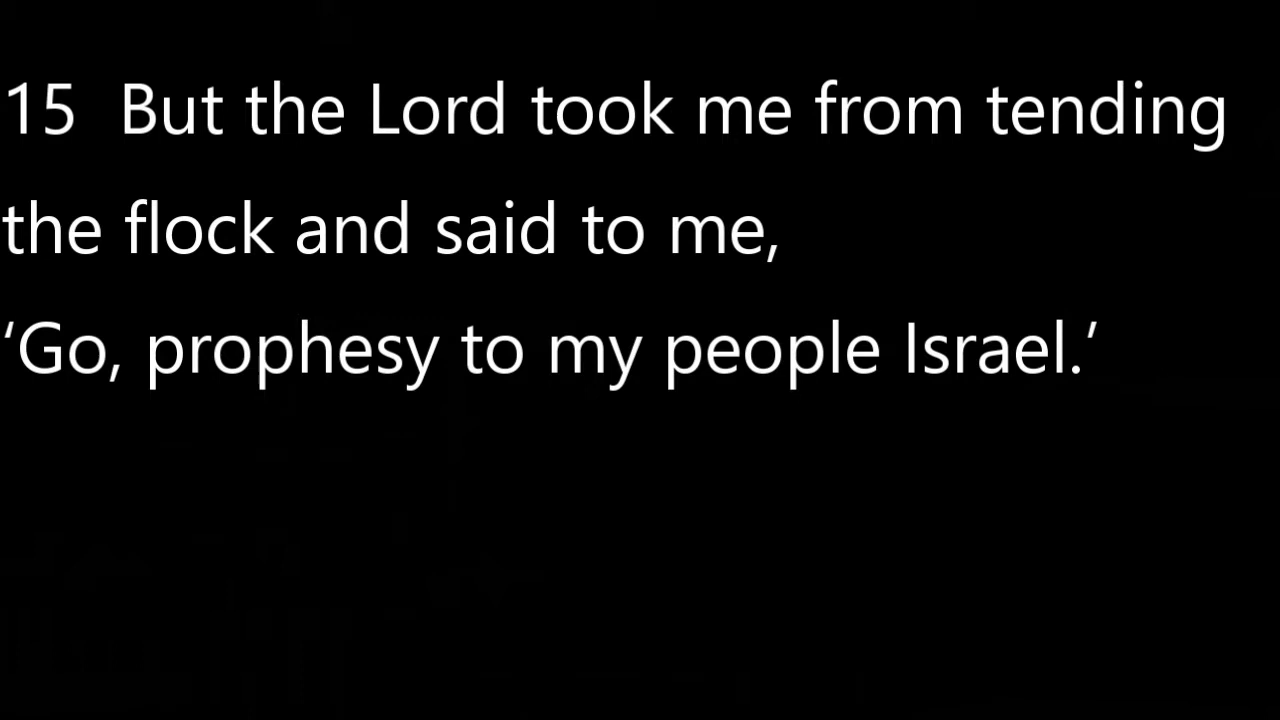 15  But the Lord took me from tending
the flock and said to me,
‘Go, prophesy to my people Israel.’